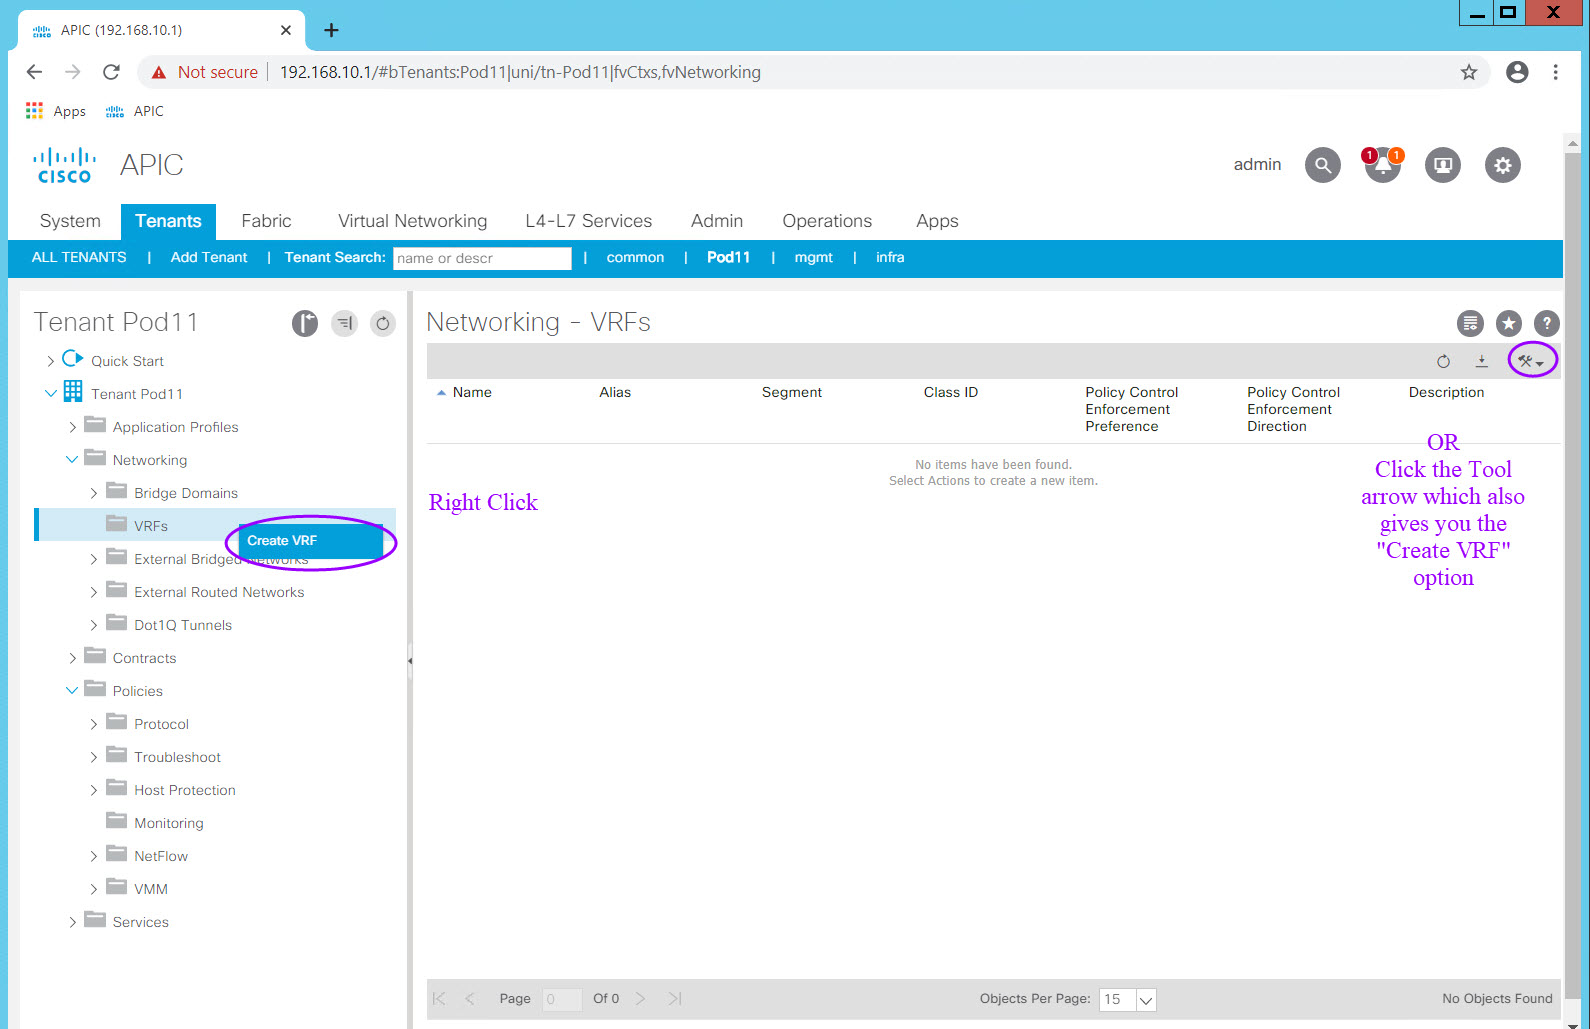 APIC (192.168.10.1)
Not secure
192.168.10.1/#bTenants:Pod11|uni/tn-Pod11|fvCtxs,fvNetworking
Apps
APIC
CISCO
APIC
admin
1
1
System
Tenants
Fabric
Virtual Networking
L4-L7 Services
Admin
Operations
Apps
ALL TENANTS | Add Tenant | Tenant Search: name or descr | common | Pod11 | mgmt | infra
Tenant Pod11
Quick Start
Tenant Pod11
Application Profiles
Networking
Bridge Domains
VRFs
Create VRF
External Bridged Networks
External Routed Networks
Dot1Q Tunnels
Contracts
Policies
Protocol
Troubleshoot
Host Protection
Monitoring
NetFlow
VMM
Services
Networking - VRFs
Name
Alias
Segment
Class ID
Policy Control
Enforcement
Preference
Policy Control
Enforcement
Direction
Description
No items have been found.
Select Actions to create a new item.
Right Click
OR
Click the Tool
arrow which also
gives you the
"Create VRF"
option
Page 0 Of 0
Objects Per Page: 15
No Objects Found